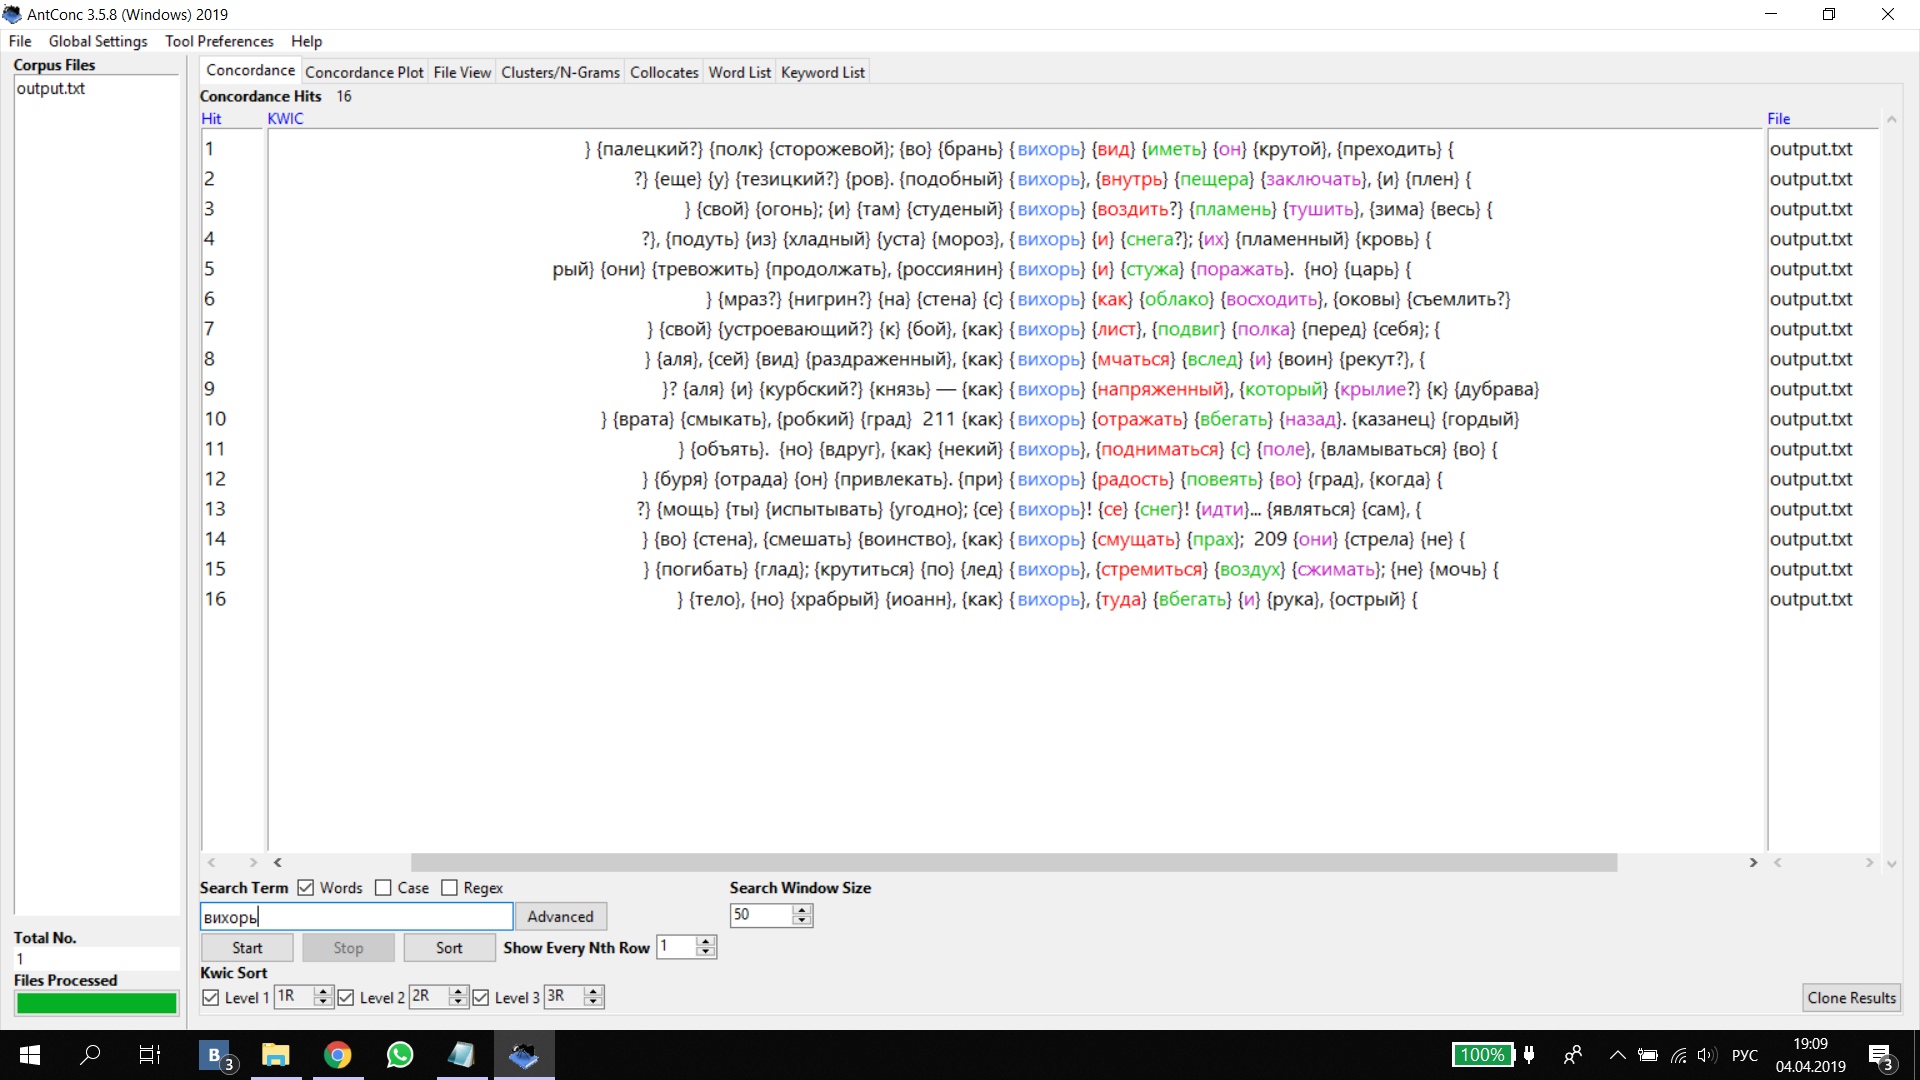 AntConc 3.5.8 (Windows) 2019
File Global Settings Tool Preferences Help
Corpus Files
output.txt
Concordance Concordance Plot File View Clusters/N-Grams Collocates Word List Keyword List
Concordance Hits 16
Hit KWIC File
1 } {палецкий?} {полк} {сторожевой}; {во} {брань} {вихорь} {вид} {иметь} {он} {крутой}, {преходить} { output.txt
2 ?} {еще} {у} {тезицкий?} {ров}. {подобный} {вихорь}, {внутрь} {пещера} {заключать}, {и} {плен} { output.txt
3 } {свой} {огонь}; {и} {там} {студеный} {вихорь} {воздить?} {пламень} {тушить}, {зима} {весь} { output.txt
4 ?}, {подуть} {из} {хладный} {уста} {мороз}, {вихорь} {и} {снега?}; {их} {пламенный} {кровь} { output.txt
5 рый} {они} {тревожить} {продолжать}, {россиянин} {вихорь} {и} {стужа} {поражать}. {но} {царь} { output.txt
6 } {мраз?} {нигрин?} {на} {стена} {с} {вихорь} {как} {облако} {восходить}, {оковы} {съемлить?} output.txt
7 } {свой} {устроевающий?} {к} {бой}, {как} {вихорь} {лист}, {подвиг} {полка} {перед} {себя}; { output.txt
8 } {аля}, {сей} {вид} {раздраженный}, {как} {вихорь} {мчаться} {вслед} {и} {воин} {рекут?}, { output.txt
9 }? {аля} {и} {курбский?} {князь} — {как} {вихорь} {напряженный}, {который} {крылие?} {к} {дубрава} output.txt
10 } {врата} {смыкать}, {робкий} {град} 211 {как} {вихорь} {отражать} {вбегать} {назад}. {казанец} {гордый} output.txt
11 } {объять}. {но} {вдруг}, {как} {некий} {вихорь}, {подниматься} {с} {поле}, {вламываться} {во} { output.txt
12 } {буря} {отрада} {он} {привлекать}. {при} {вихорь} {радость} {повеять} {во} {град}, {когда} { output.txt
13 ?} {мощь} {ты} {испытывать} {угодно}; {се} {вихорь}! {се} {снег}! {идти}... {являться} {сам}, { output.txt
14 } {во} {стена}, {смешать} {воинство}, {как} {вихорь} {смущать} {прах}; 209 {они} {стрела} {не} { output.txt
15 } {погибать} {глад}; {крутиться} {по} {лед} {вихорь}, {стремиться} {воздух} {сжимать}; {не} {мочь} { output.txt
16 } {тело}, {но} {храбрый} {иоанн}, {как} {вихорь}, {туда} {вбегать} {и} {рука}, {острый} { output.txt
Search Term Words Case Regex Search Window Size
вихорь Advanced 50
Total No.
1
Start Stop Sort Show Every Nth Row 1
Files Processed
Kwic Sort
Level 1 1R Level 2 2R Level 3 3R Clone Results
B 3 100% РУС 19:09 04.04.2019 3